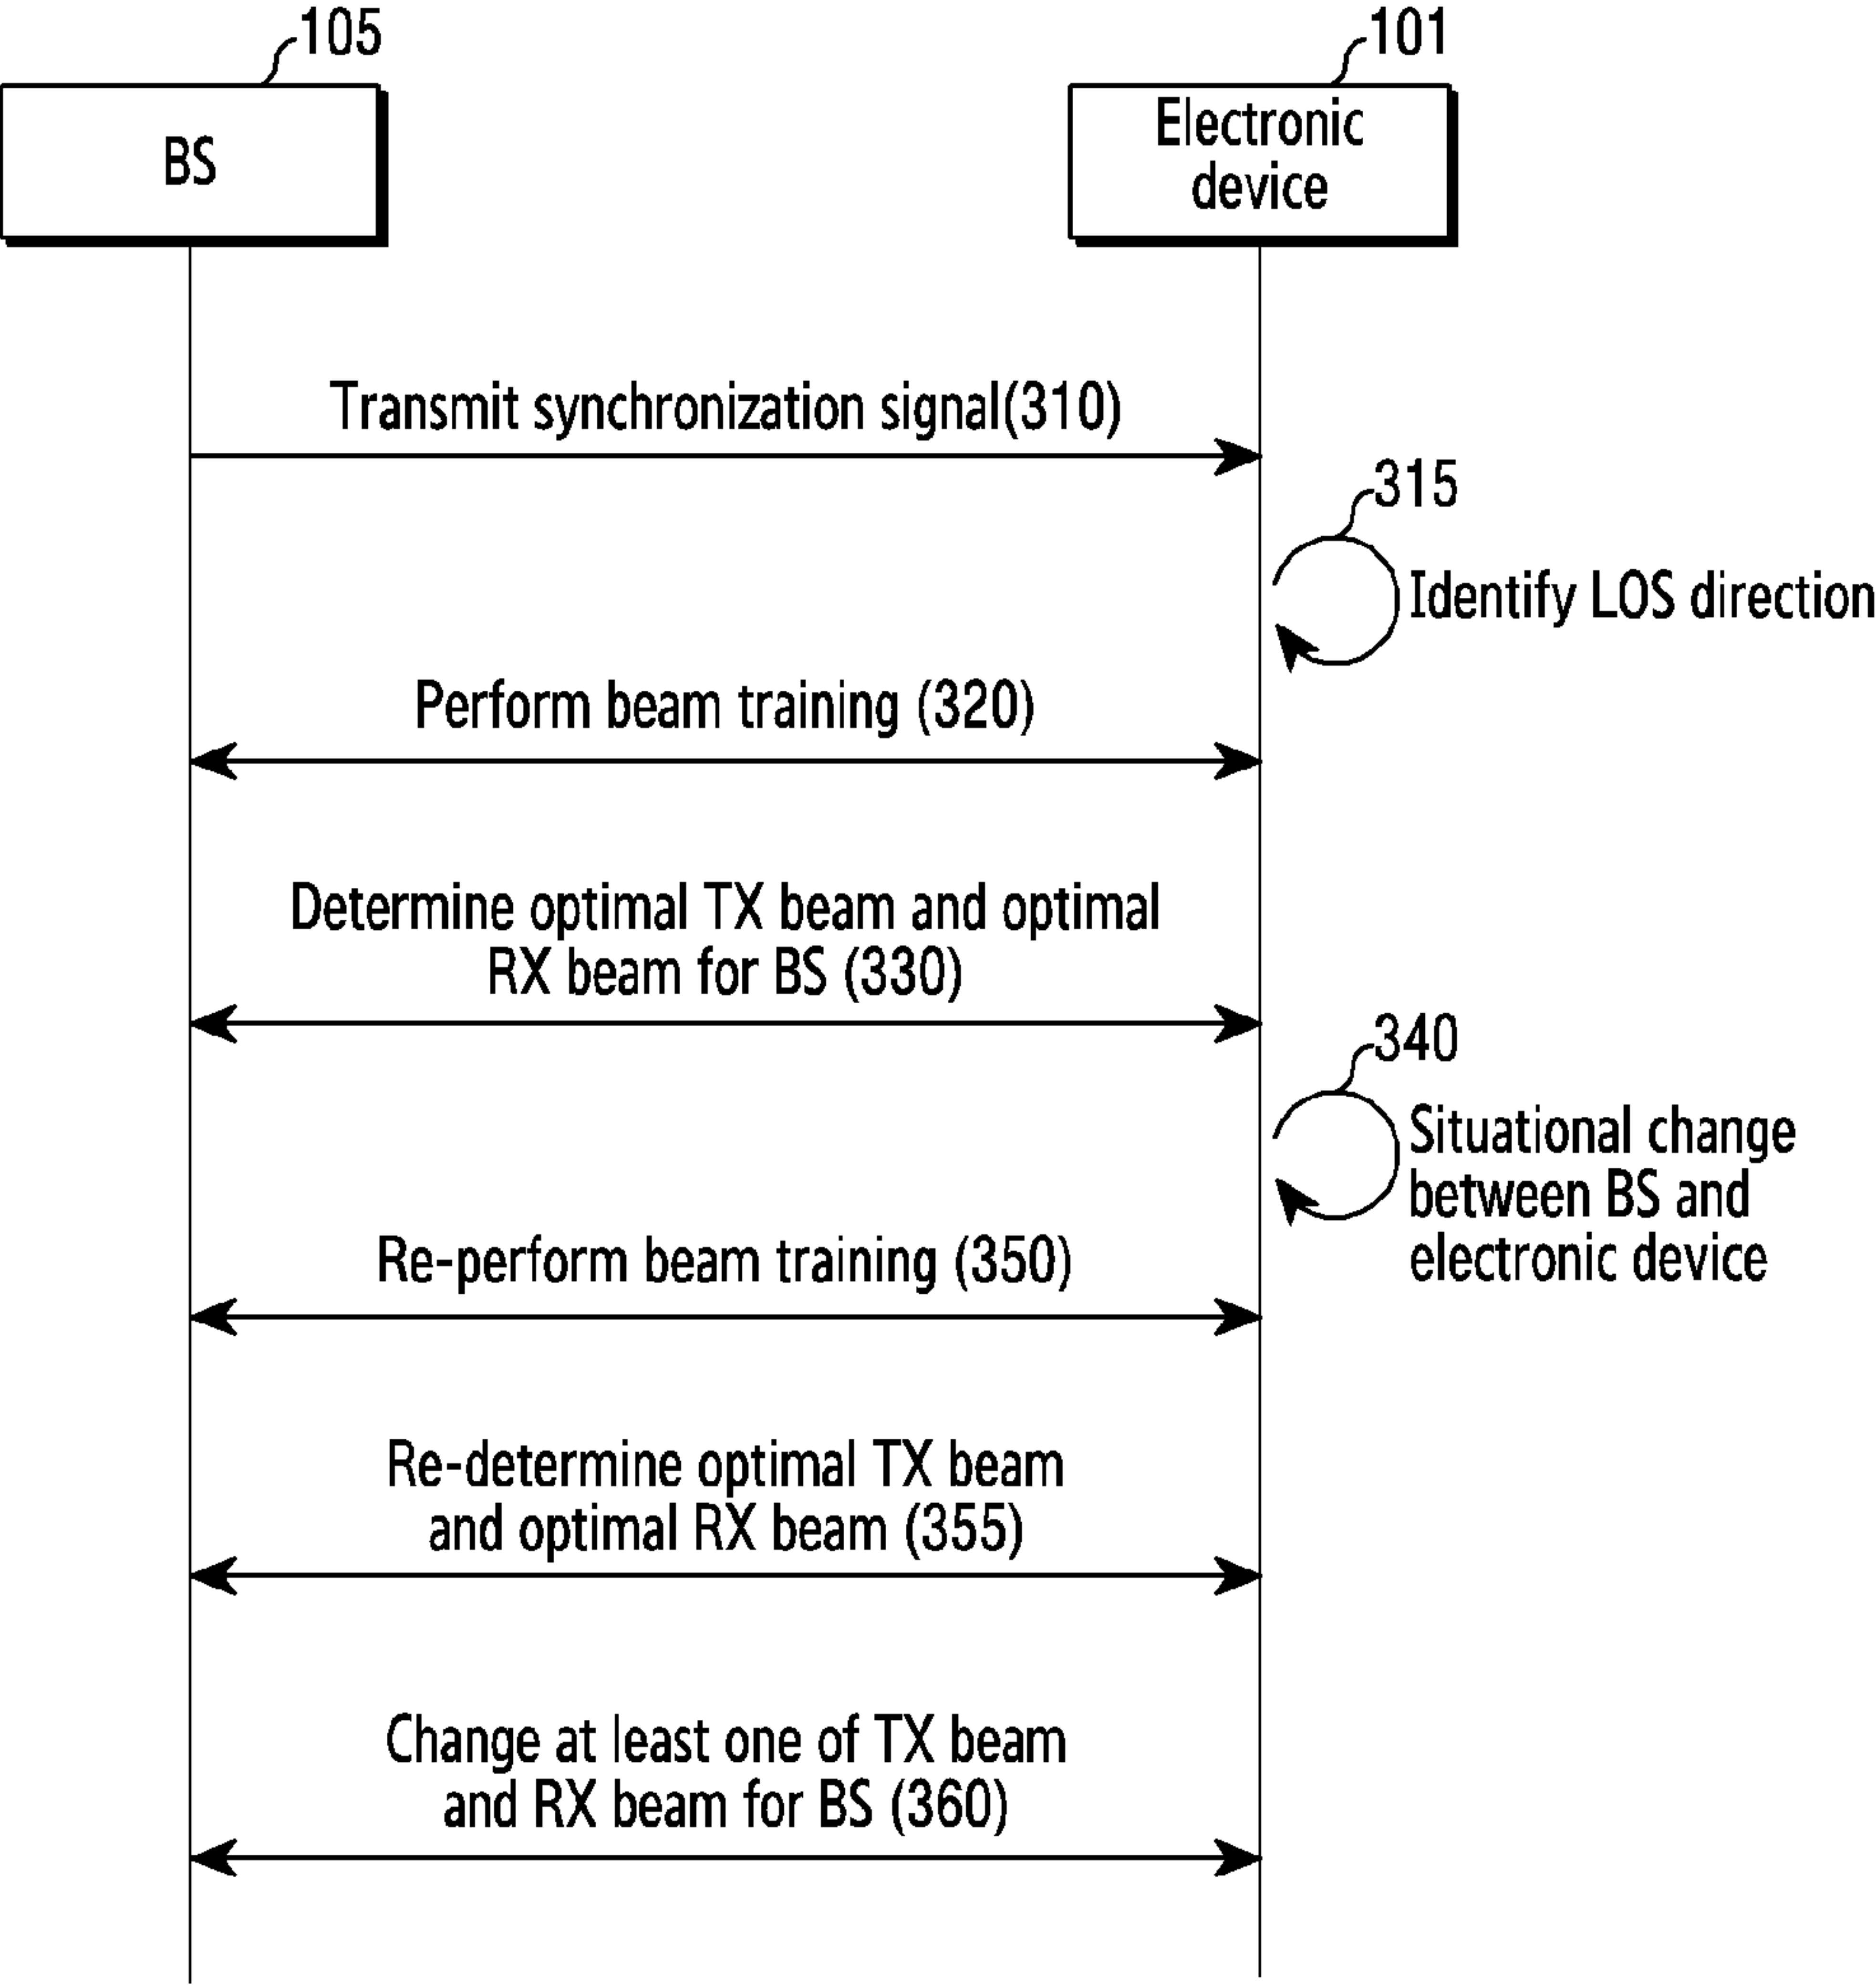 105
101
BS
Electronic
device
Transmit synchronization signal(310)
315
Identify LOS direction
Perform beam training (320)
Determine optimal TX beam and optimal
RX beam for BS (330)
340
Situational change
between BS and
electronic device
Re-perform beam training (350)
Re-determine optimal TX beam
and optimal RX beam (355)
Change at least one of TX beam
and RX beam for BS (360)